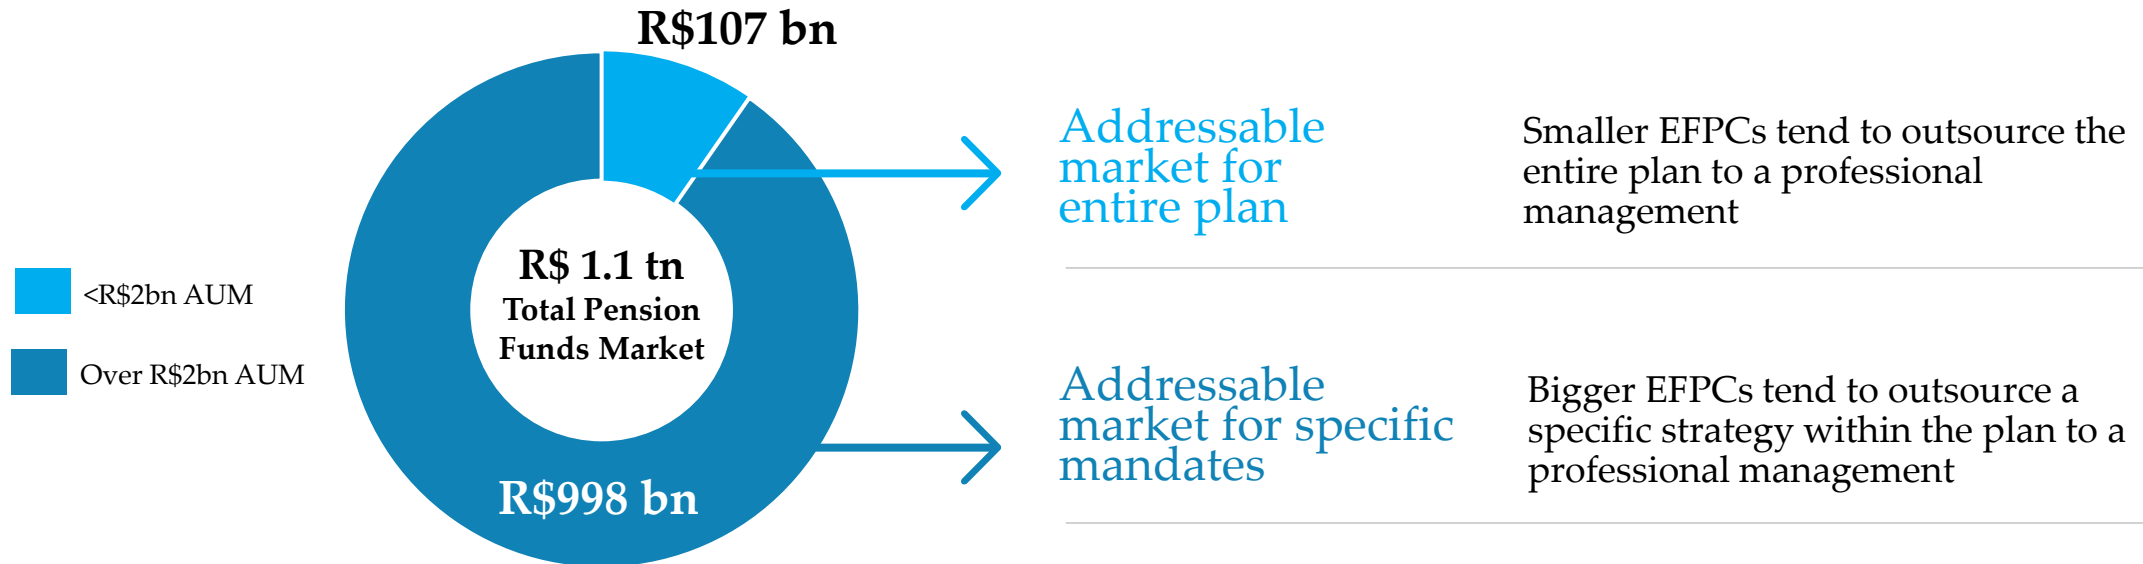 R$107 bn
R$ 1.1 tn
Total Pension
Funds Market
R$998 bn
<R$2bn AUM
Over R$2bn AUM
Addressable
market for
entire plan
Smaller EFPCs tend to outsource the
entire plan to a professional
management
Addressable
market for specific
mandates
Bigger EFPCs tend to outsource a
specific strategy within the plan to a
professional management